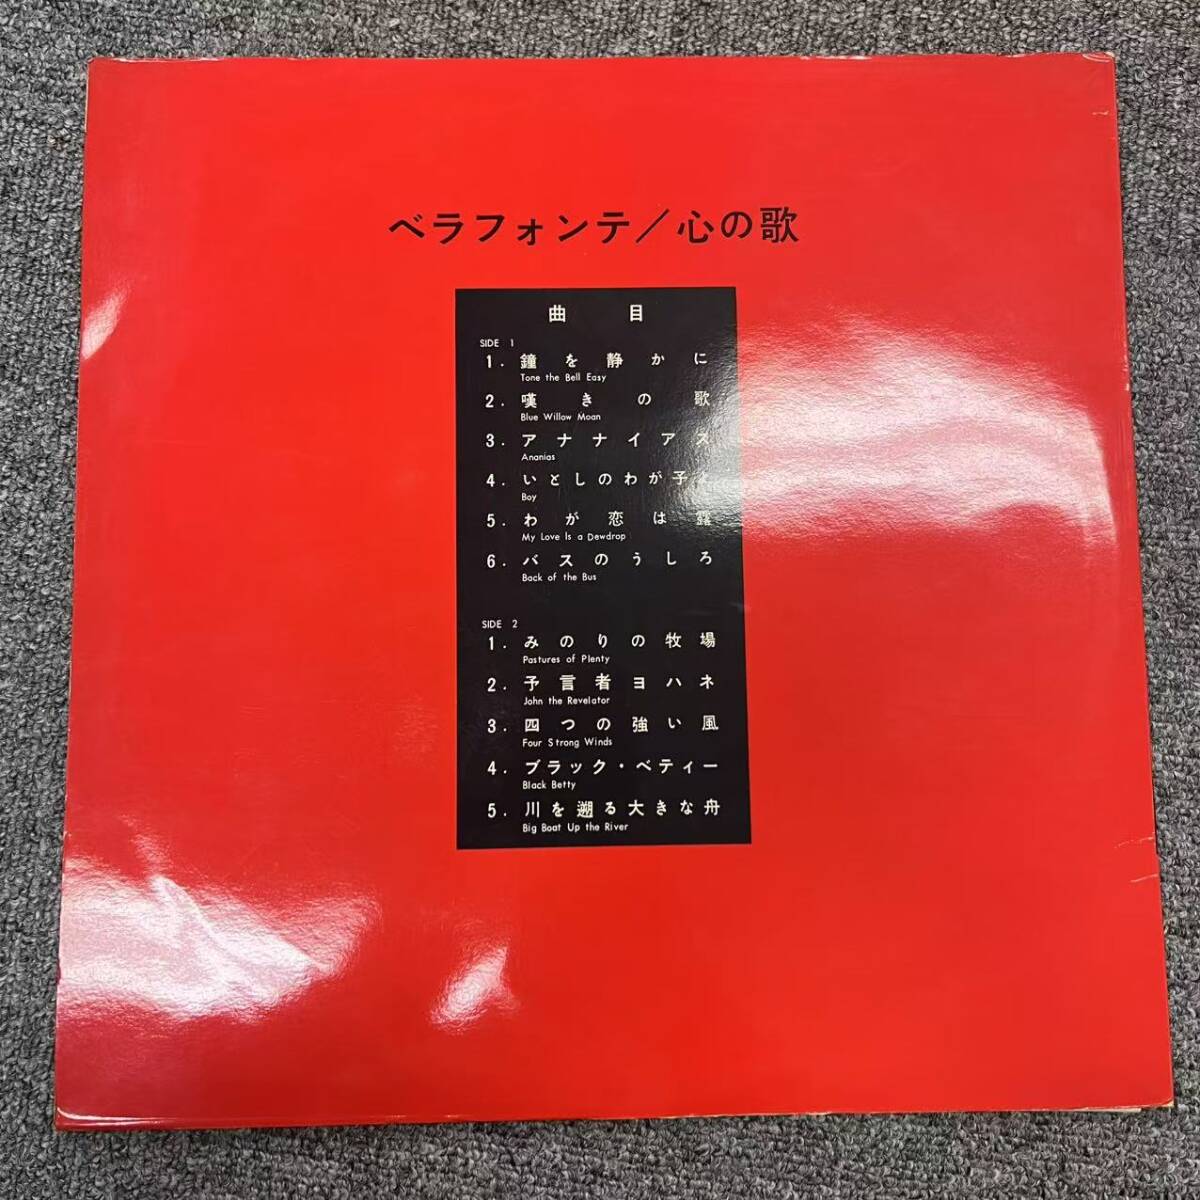 ベラフォンテ/心の歌
曲目
SIDE 1
1. 鐘を静かに
Tone the Bell Easy
2. 嘆きの歌
Blue Willow Moan
3. アナナイアス
Ananias
4. いとしのわが子よ
Boy
5. わが恋は露
My Love Is a Dewdrop
6. バスのうしろ
Back of the Bus
SIDE 2
1. みのりの牧場
Pastures of Plenty
2. 予言者ヨハネ
John the Revelator
3. 四つの強い風
Four Strong Winds
4. ブラック・ベティー
Black Betty
5. 川を遡る大きな舟
Big Boat Up the River